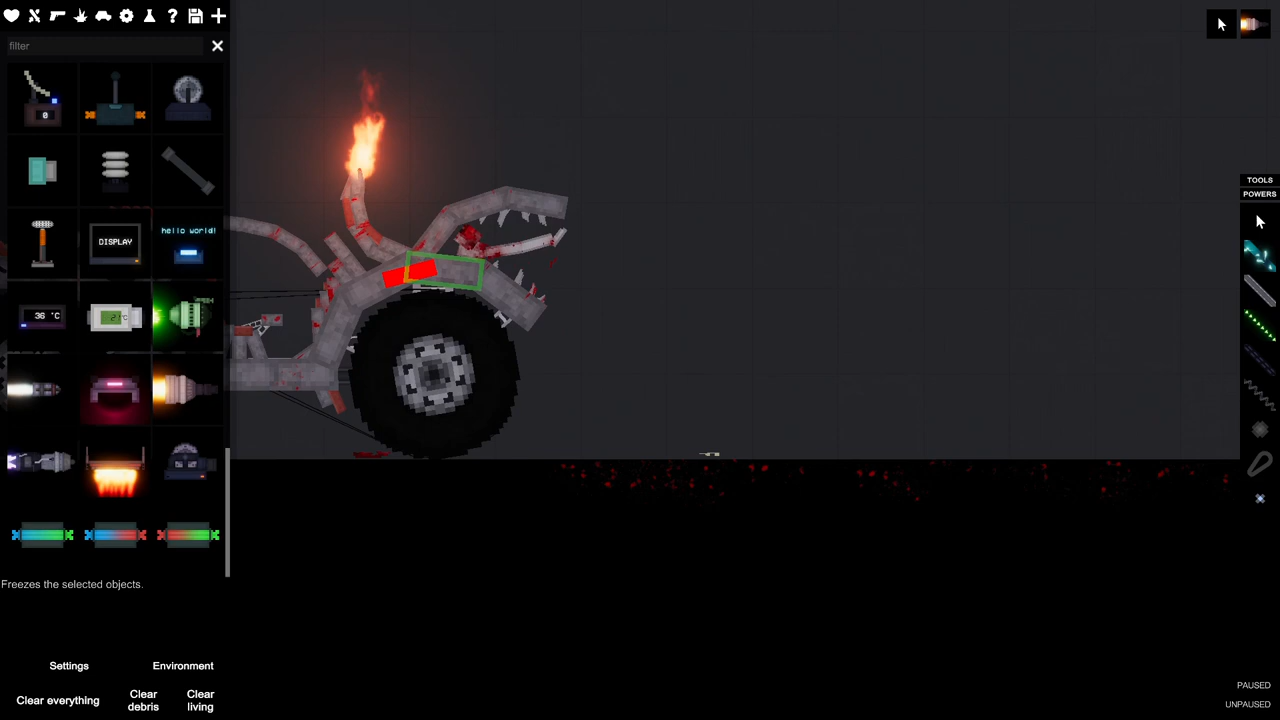 filter
0
DISPLAY
hello world!
36 °C
21°C
Freezes the selected objects.
Settings
Environment
Clear everything
Clear debris
Clear living
TOOLS
POWERS
PAUSED
UNPAUSED